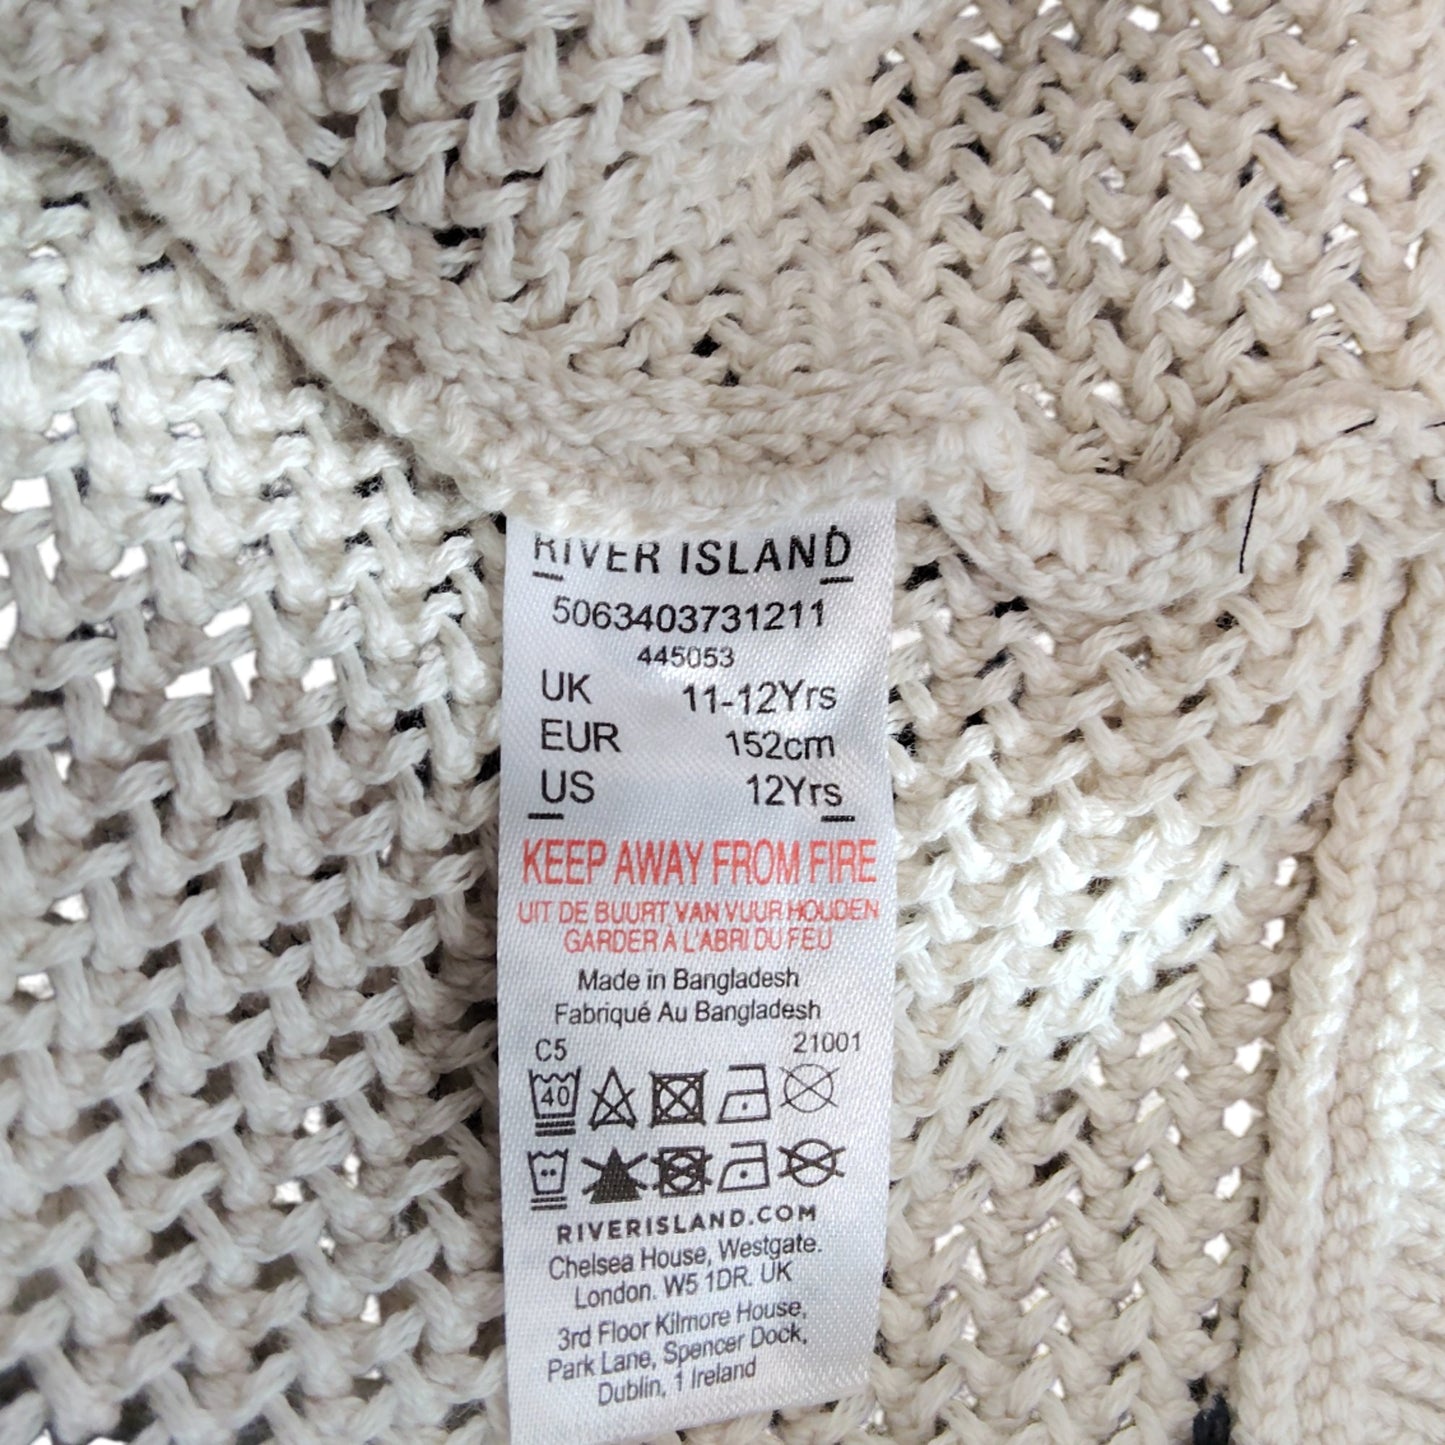 RIVER ISLAND
5063403731211
445053
UK 11-12Yrs
EUR 152cm
US 12Yrs
KEEP AWAY FROM FIRE
UIT DE BUURT VAN VUUR HOUDEN
GARDER A L'ABRI DU FEU
Made in Bangladesh
Fabriqué Au Bangladesh
C5 21001
40
RIVERISLAND.COM
Chelsea House, Westgate.
London. W5 1DR. UK
3rd Floor Kilmore House,
Park Lane, Spencer Dock,
Dublin, 1 Ireland